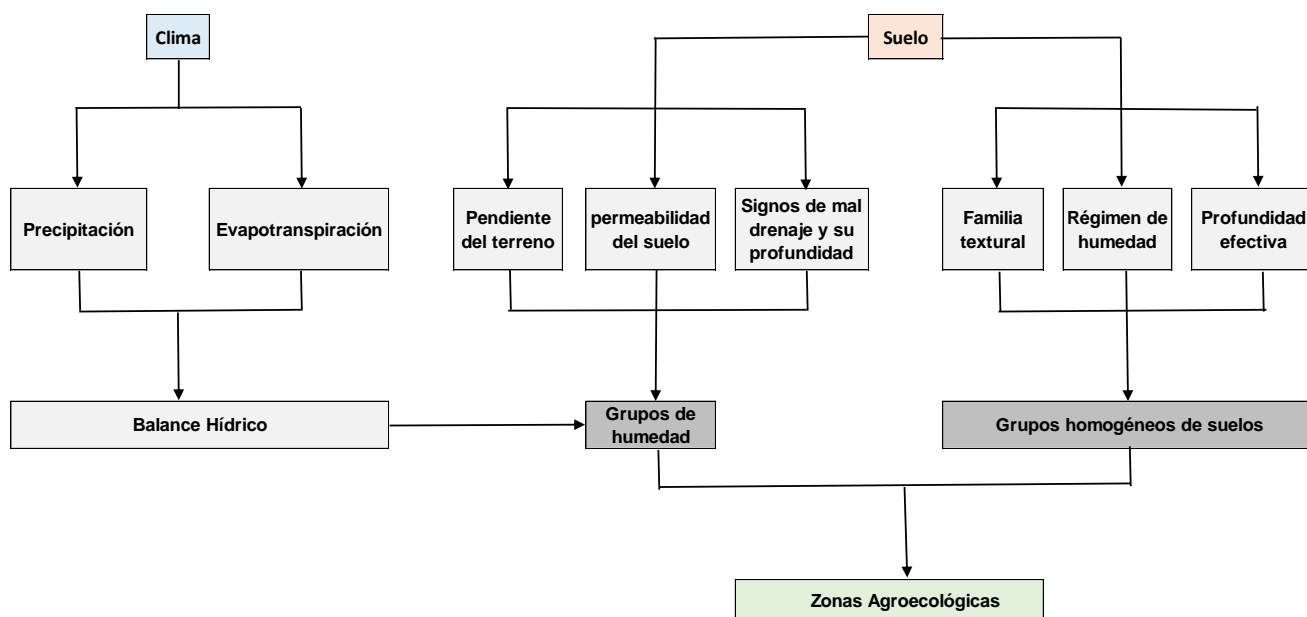 Clima
Suelo
Precipitación
Evapotranspiración
Pendiente
del terreno
permeabilidad
del suelo
Signos de mal
drenaje y su
profundidad
Familia
textural
Régimen de
humedad
Profundidad
efectiva
Balance Hídrico
Grupos de
humedad
Grupos homogéneos de suelos
Zonas Agroecológicas